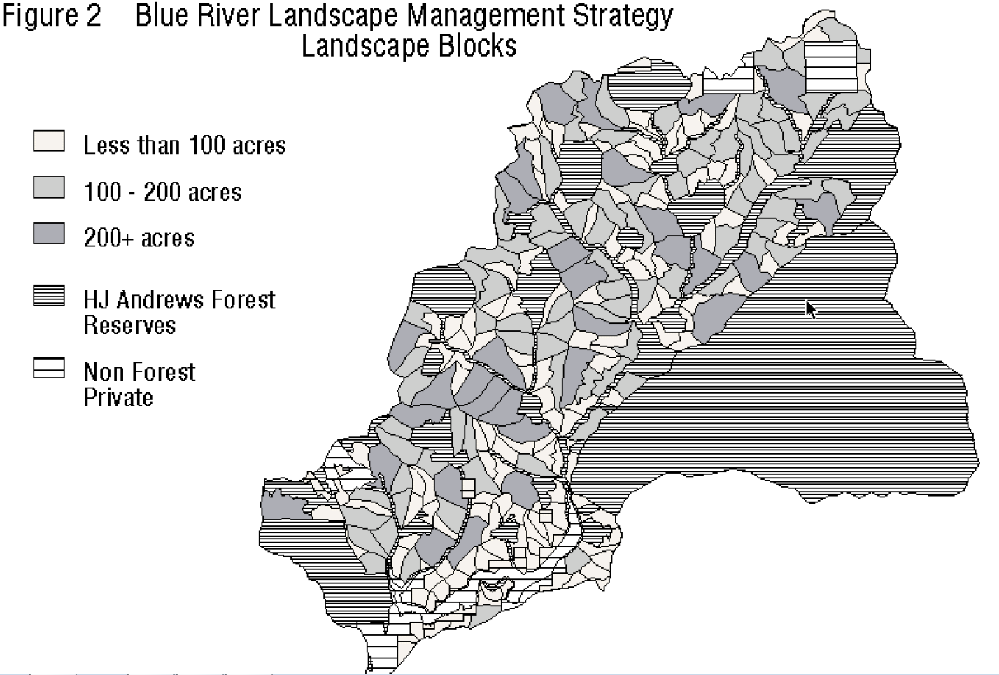 Figure 2 Blue River Landscape Management Strategy
Landscape Blocks
Less than 100 acres
100 - 200 acres
200+ acres
HJ Andrews Forest
Reserves
Non Forest
Private